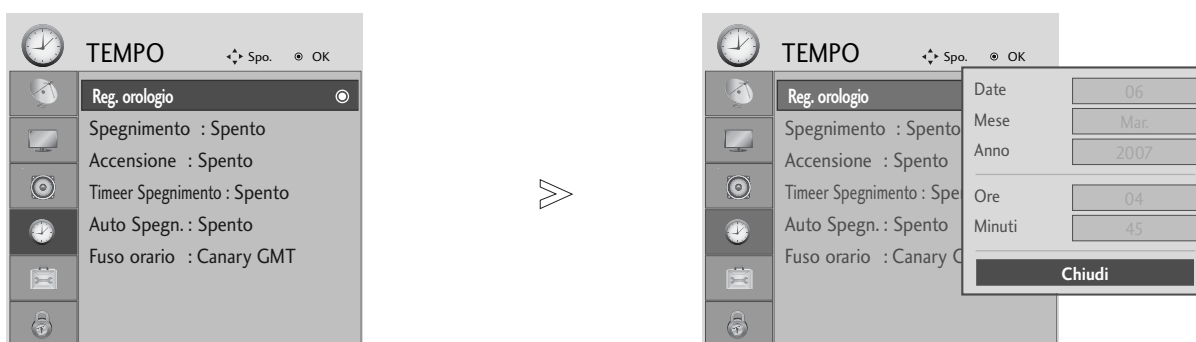 TEMPO Spo. OK
Reg. orologio
Spegnimento : Spento
Accensione : Spento
Timeer Spegnimento : Spento
Auto Spegn. : Spento
Fuso orario : Canary GMT
TEMPO Spo. OK
Reg. orologio
Spegnimento : Spento
Accensione : Spento
Timeer Spegnimento : Spe
Auto Spegn. : Spento
Fuso orario : Canary G
Date 06
Mese Mar.
Anno 2007
Ore 04
Minuti 45
Chiudi